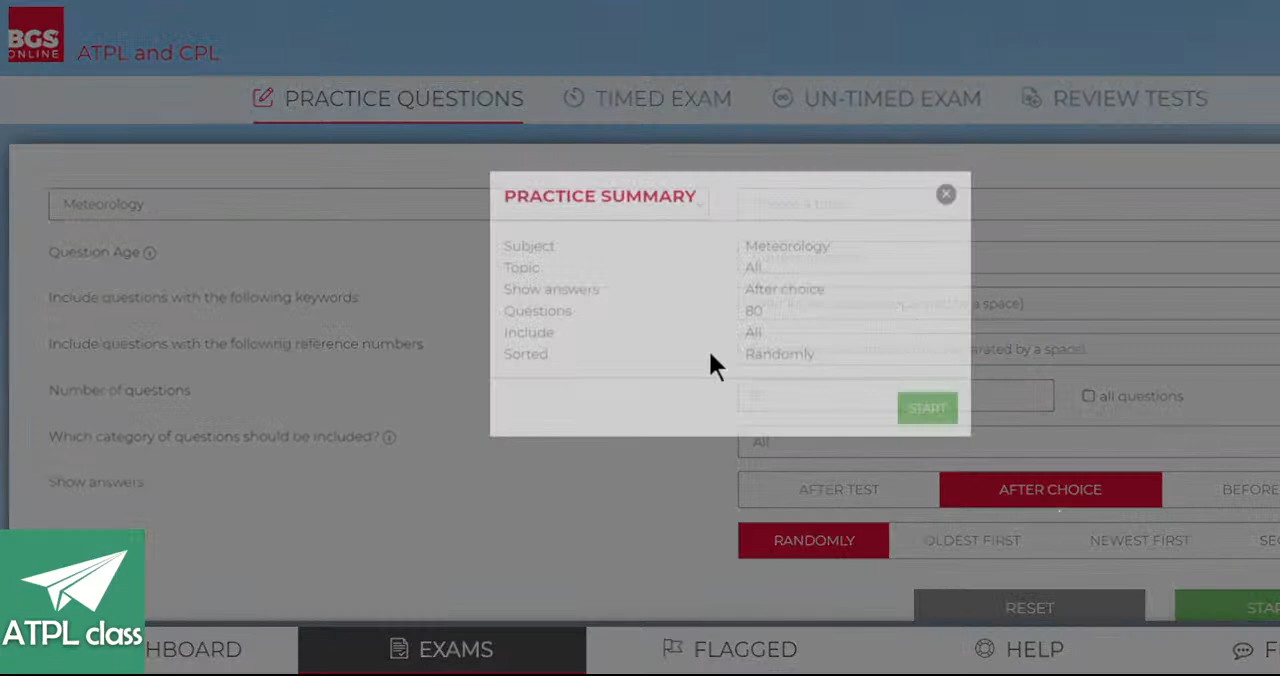 BGS
ONLINE
ATPL and CPL
PRACTICE QUESTIONS
TIMED EXAM
UN-TIMED EXAM
REVIEW TESTS
Meteorology
PRACTICE SUMMARY
Question Age
Include questions with the following keywords
Include questions with the following reference numbers
Number of questions
Which category of questions should be included?
Show answers
Subject Meteorology
Topic All
Show answers After choice
Questions 80
Include All
Sorted Randomly
START
a space)
by a space).
all questions
All
AFTER TEST
AFTER CHOICE
BEFORE
RANDOMLY
OLDEST FIRST
NEWEST FIRST
RESET
ATPL class
EXAMS
FLAGGED
HELP